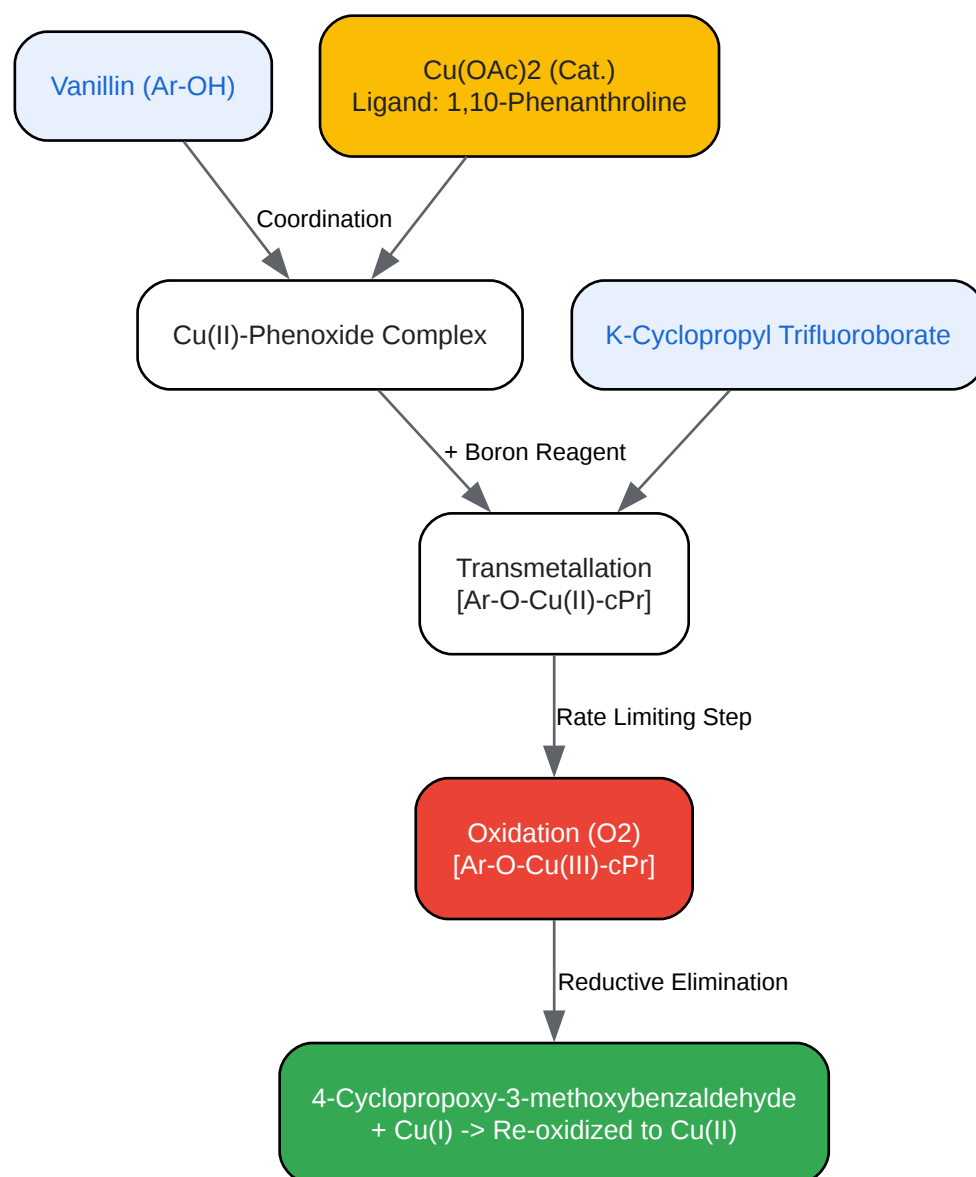 Vanillin (Ar-OH)
Cu(OAc)2 (Cat.)
Ligand: 1,10-Phenanthroline
Coordination
Cu(II)-Phenoxide Complex
K-Cyclopropyl Trifluoroborate
+ Boron Reagent
Transmetallation
[Ar-O-Cu(II)-cPr]
Rate Limiting Step
Oxidation (O2)
[Ar-O-Cu(III)-cPr]
Reductive Elimination
4-Cyclopropoxy-3-methoxybenzaldehyde
+ Cu(I) -> Re-oxidized to Cu(II)